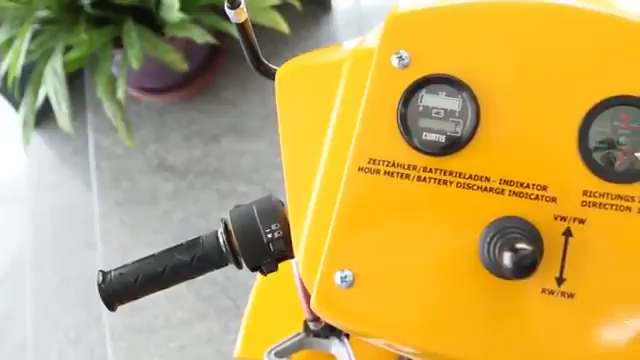 CURTIS
ZEITZÄHLER/BATTERIELADEN-INDIKATOR
HOUR METER/BATTERY DISCHARGE INDICATOR
RICHTUNGS
DIRECTION
VW/FW
RW/RW